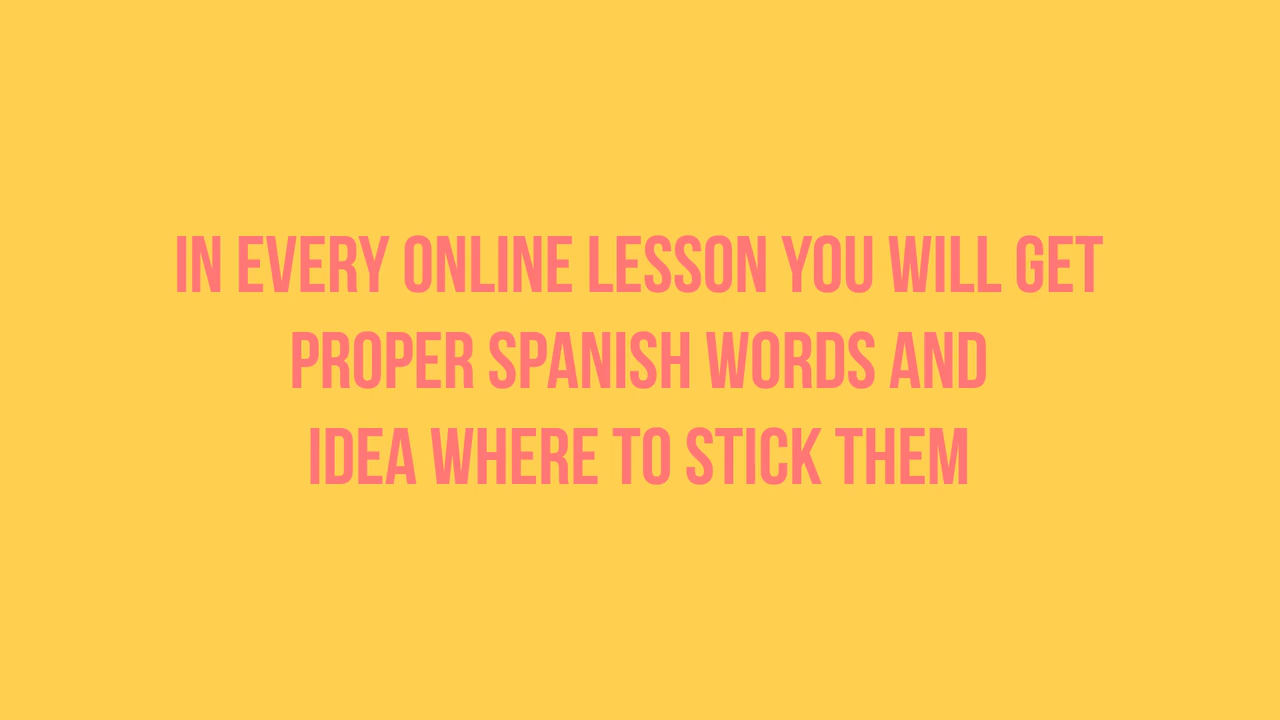 IN EVERY ONLINE LESSON YOU WILL GET
PROPER SPANISH WORDS AND
IDEA WHERE TO STICK THEM